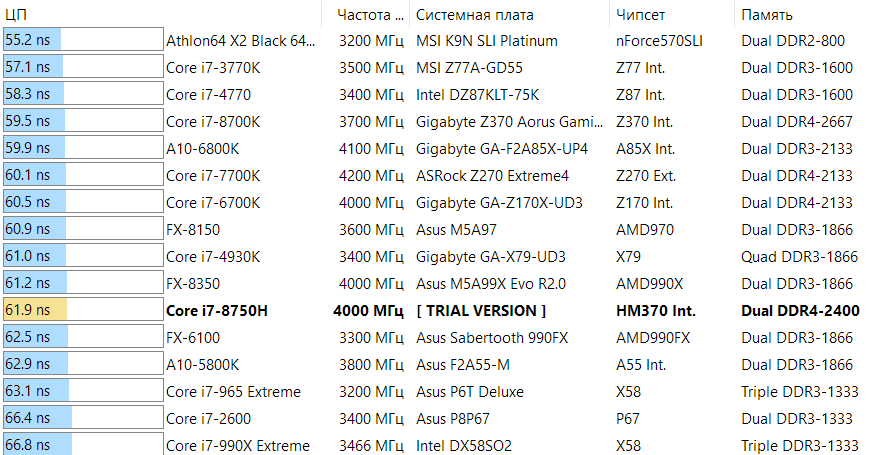 ЦП Частота ... Системная плата Чипсет Память
55.2 ns Athlon64 X2 Black 64... 3200 МГц MSI K9N SLI Platinum nForce570SLI Dual DDR2-800
57.1 ns Core i7-3770K 3500 МГц MSI Z77A-GD55 Z77 Int. Dual DDR3-1600
58.3 ns Core i7-4770 3400 МГц Intel DZ87KLT-75K Z87 Int. Dual DDR3-1600
59.5 ns Core i7-8700K 3700 МГц Gigabyte Z370 Aorus Gami... Z370 Int. Dual DDR4-2667
59.9 ns A10-6800K 4100 МГц Gigabyte GA-F2A85X-UP4 A85X Int. Dual DDR3-2133
60.1 ns Core i7-7700K 4200 МГц ASRock Z270 Extreme4 Z270 Ext. Dual DDR4-2133
60.5 ns Core i7-6700K 4000 МГц Gigabyte GA-Z170X-UD3 Z170 Int. Dual DDR4-2133
60.9 ns FX-8150 3600 МГц Asus M5A97 AMD970 Dual DDR3-1866
61.0 ns Core i7-4930K 3400 МГц Gigabyte GA-X79-UD3 X79 Quad DDR3-1866
61.2 ns FX-8350 4000 МГц Asus M5A99X Evo R2.0 AMD990X Dual DDR3-1866
61.9 ns Core i7-8750H 4000 МГц [ TRIAL VERSION ] HM370 Int. Dual DDR4-2400
62.5 ns FX-6100 3300 МГц Asus Sabertooth 990FX AMD990FX Dual DDR3-1866
62.9 ns A10-5800K 3800 МГц Asus F2A55-M A55 Int. Dual DDR3-1866
63.1 ns Core i7-965 Extreme 3200 МГц Asus P6T Deluxe X58 Triple DDR3-1333
66.4 ns Core i7-2600 3400 МГц Asus P8P67 P67 Dual DDR3-1333
66.8 ns Core i7-990X Extreme 3466 МГц Intel DX58SO2 X58 Triple DDR3-1333